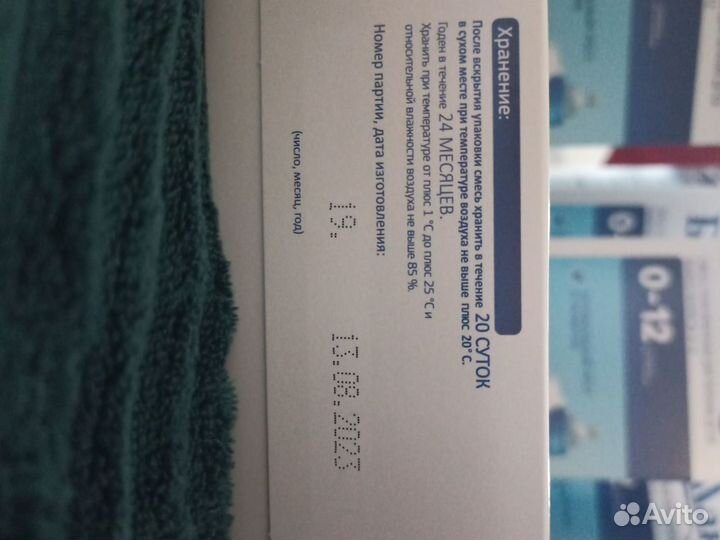 Хранение:
После вскрытия упаковки смесь хранить в течение 20 СУТОК
в сухом месте при температуре воздуха не выше плюс 20°С.
Годен в течение 24 МЕСЯЦЕВ.
Хранить при температуре от плюс 1 °С до плюс 25 °С и
относительной влажности воздуха не выше 85 %.
Номер партии, дата изготовления:
19. 13.08.2023
(число, месяц, год)
0-12
Б
0
Avito